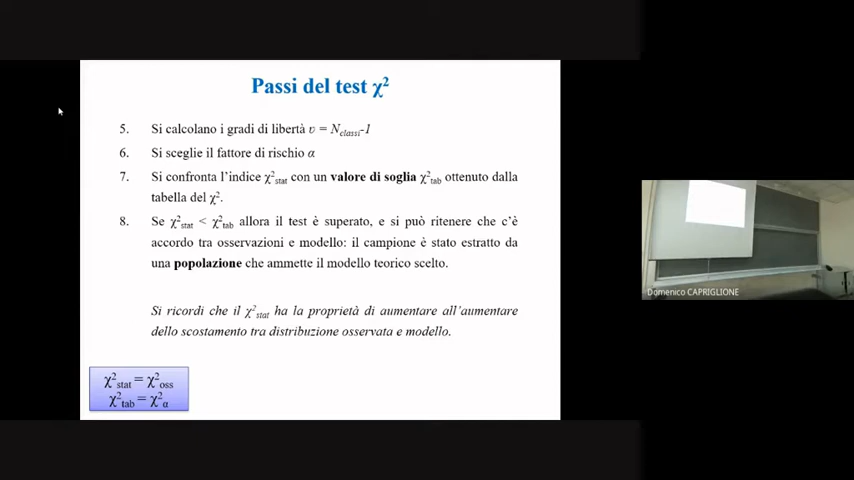 Passi del test χ²
5. Si calcolano i gradi di libertà υ = N_classi-1
6. Si sceglie il fattore di rischio α
7. Si confronta l'indice χ²_stat con un valore di soglia χ²_tab ottenuto dalla
tabella del χ².
8. Se χ²_stat < χ²_tab allora il test è superato, e si può ritenere che c'è
accordo tra osservazioni e modello: il campione è stato estratto da
una popolazione che ammette il modello teorico scelto.
Si ricordi che il χ²_stat ha la proprietà di aumentare all'aumentare
dello scostamento tra distribuzione osservata e modello.
χ²_stat = χ²_oss
χ²_tab = χ²_α
Domenico CAPRIGLIONE